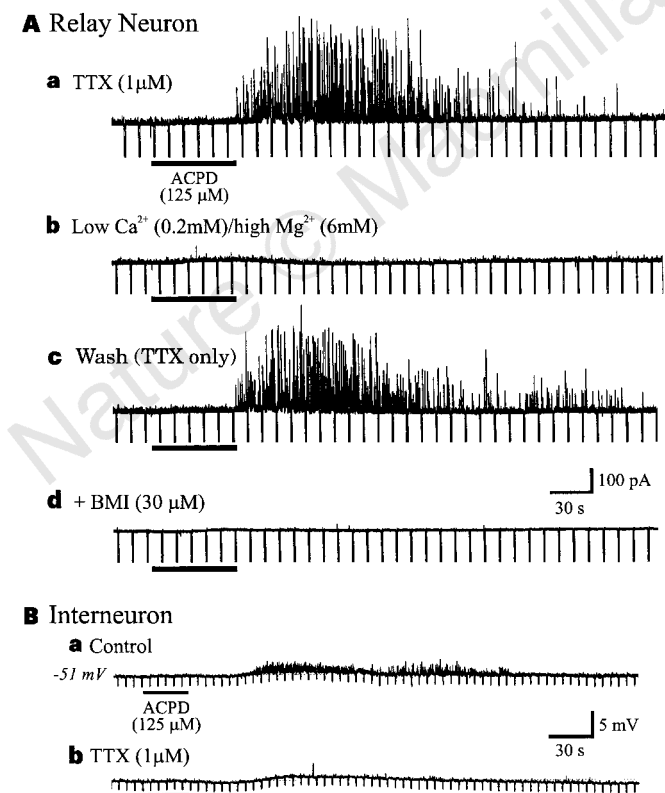 A Relay Neuron
a TTX (1μM)
ACPD
(125 μM)
b Low Ca²⁺ (0.2mM)/high Mg²⁺ (6mM)
c Wash (TTX only)
100 pA
30 s
d + BMI (30 μM)
B Interneuron
a Control
-51 mV
ACPD
(125 μM)
5 mV
30 s
b TTX (1μM)
Nature © Macmilla